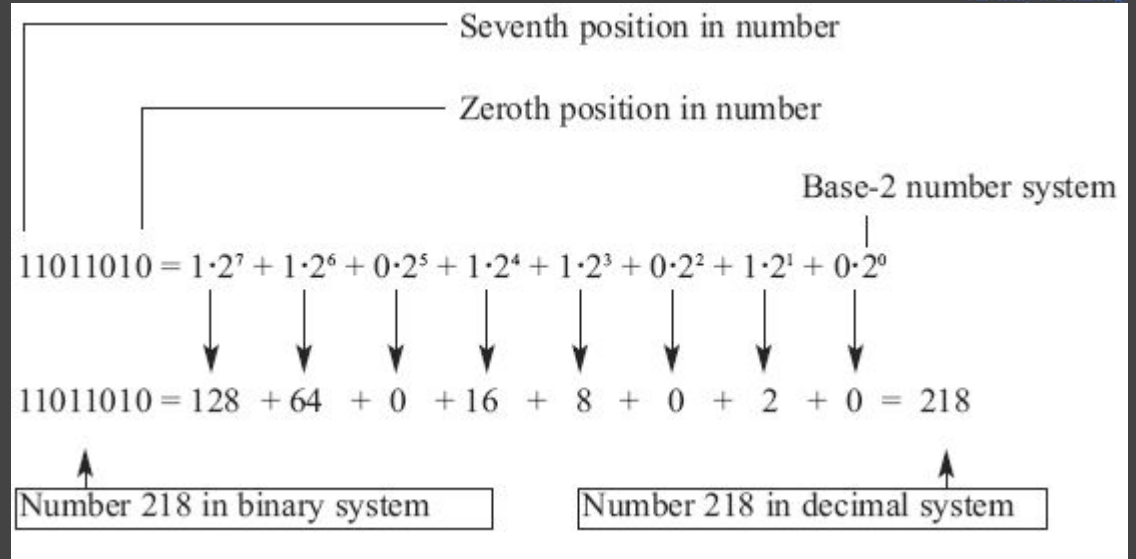 Seventh position in number
Zeroth position in number
Base-2 number system
11011010 = 1·2⁷ + 1·2⁶ + 0·2⁵ + 1·2⁴ + 1·2³ + 0·2² + 1·2¹ + 0·2⁰
11011010 = 128 + 64 + 0 + 16 + 8 + 0 + 2 + 0 = 218
Number 218 in binary system
Number 218 in decimal system